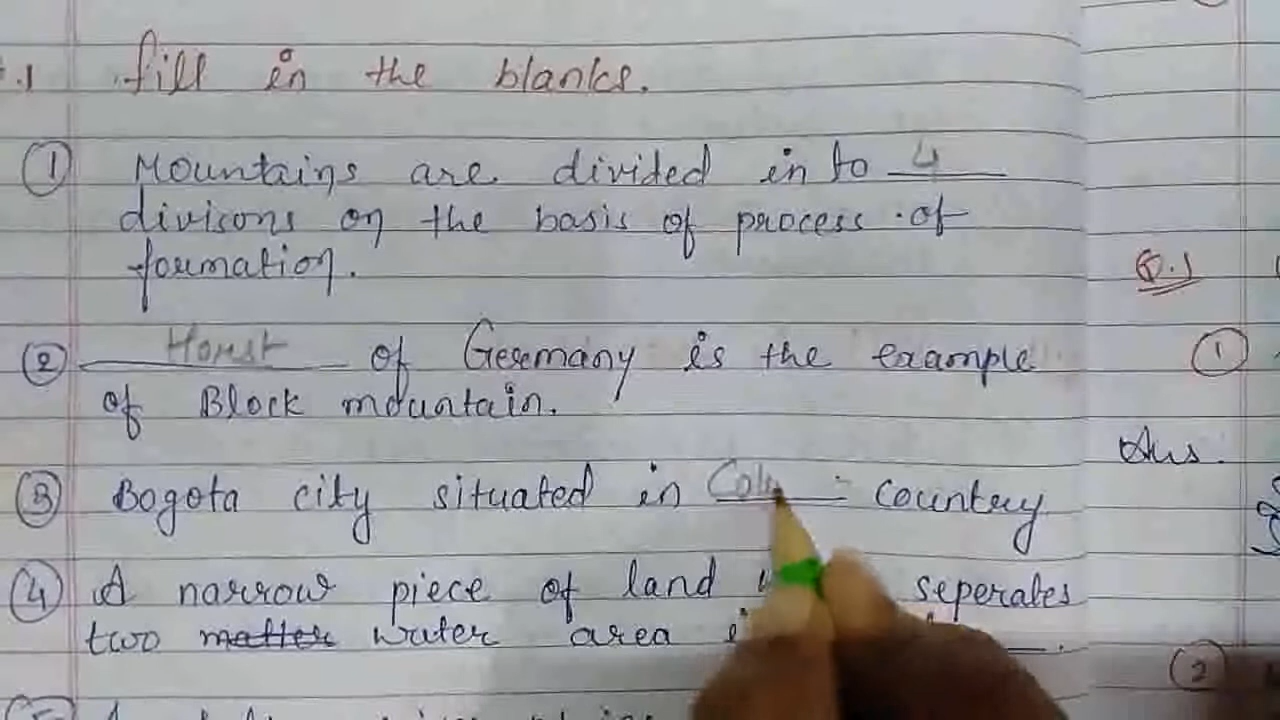 .1 fill in the blanks.
① Mountains are divided in to 4
divisons on the basis of process of
formation.
② Horst of Geremany is the example
of Block mountain.
③ Bogota city situated in Colu country
④ A narrow piece of land seperates
two matter water area
Q.1
①
Ans.
②